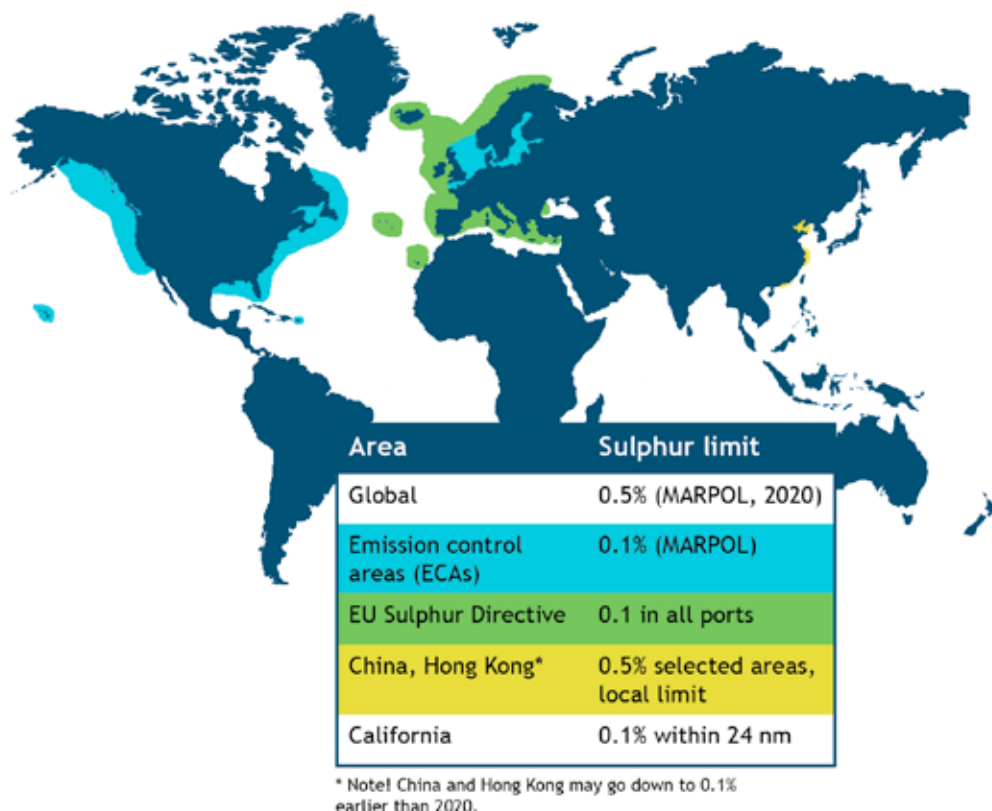 Area Sulphur limit
Global 0.5% (MARPOL, 2020)
Emission control 0.1% (MARPOL)
areas (ECAs)
EU Sulphur Directive 0.1 in all ports
China, Hong Kong* 0.5% selected areas,
local limit
California 0.1% within 24 nm
* Note! China and Hong Kong may go down to 0.1%
earlier than 2020.